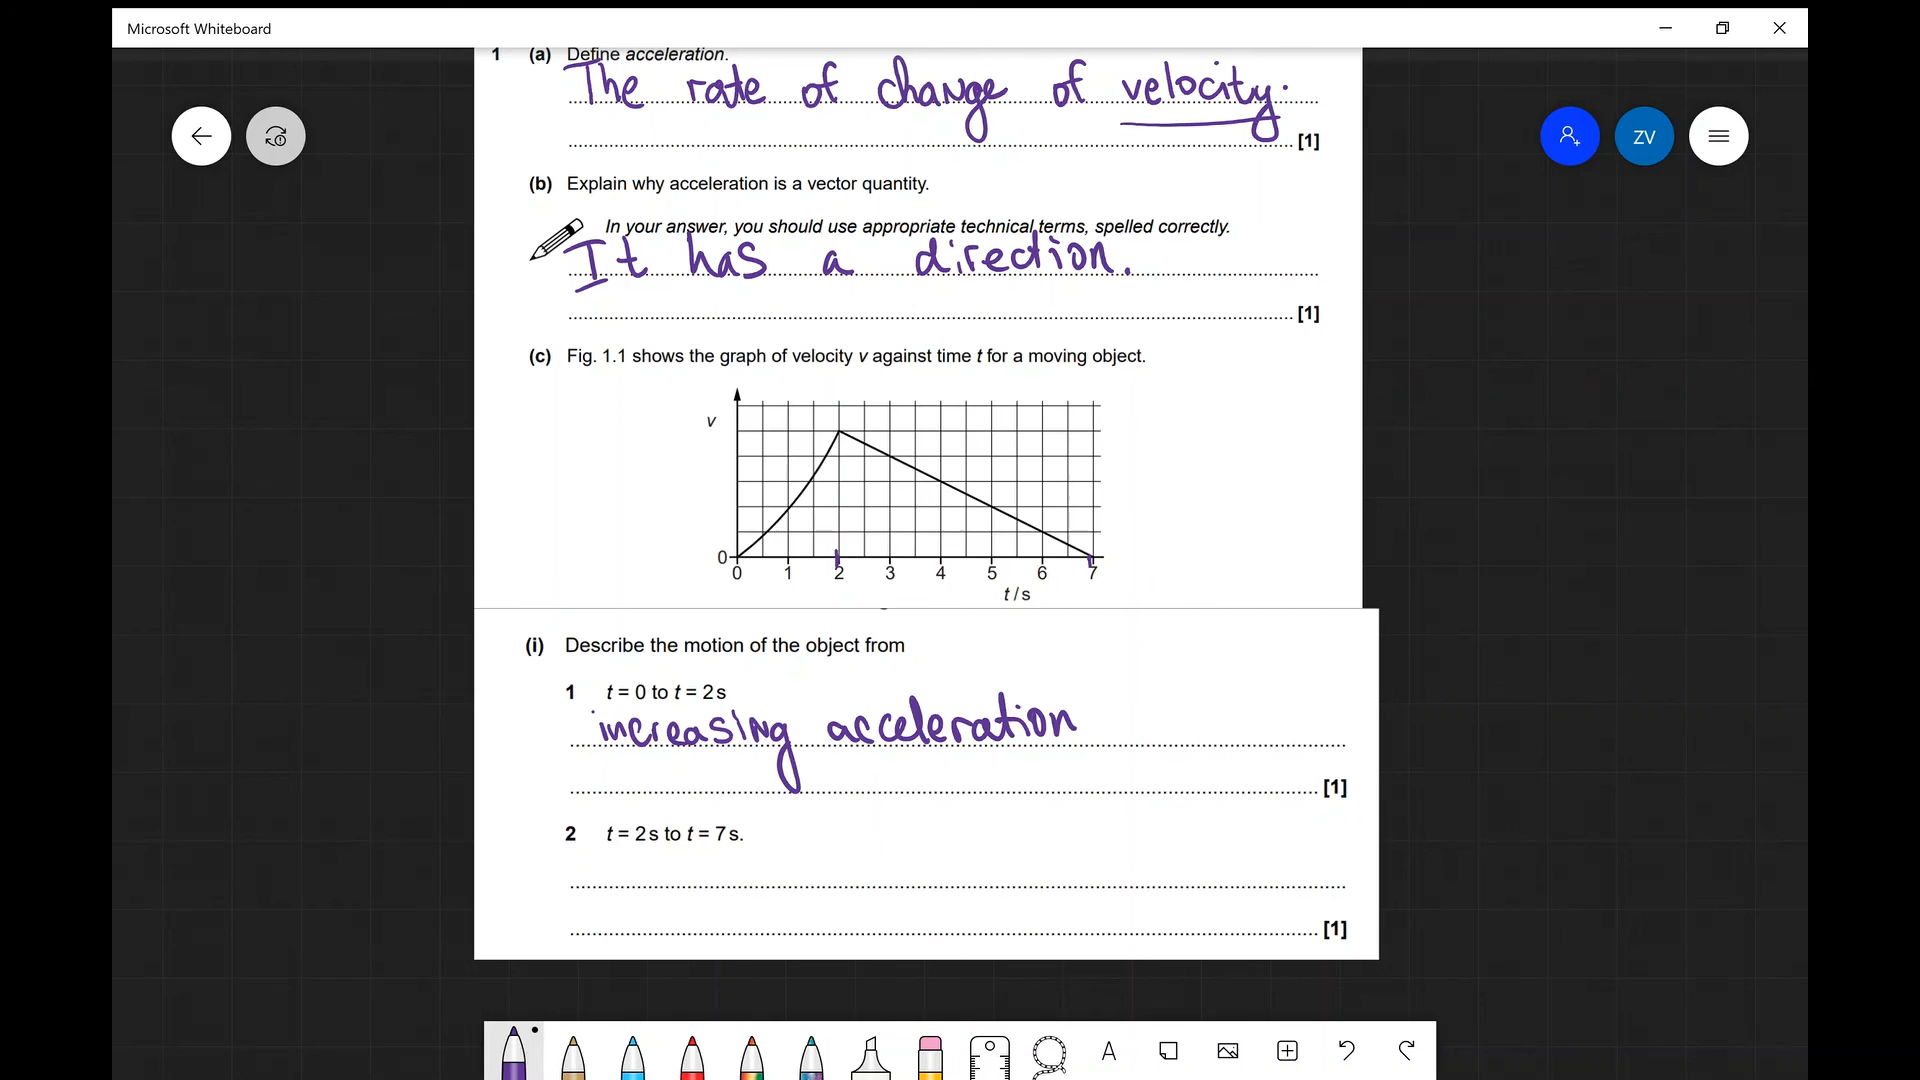 Microsoft Whiteboard
1 (a) Define acceleration.
The rate of change of velocity.
[1]
ZV
(b) Explain why acceleration is a vector quantity.
In your answer, you should use appropriate technical terms, spelled correctly.
It has a direction.
[1]
(c) Fig. 1.1 shows the graph of velocity v against time t for a moving object.
v
0
0 1 2 3 4 5 6 7
t / s
(i) Describe the motion of the object from
1 t = 0 to t = 2 s
increasing acceleration
[1]
2 t = 2 s to t = 7 s.
[1]
A